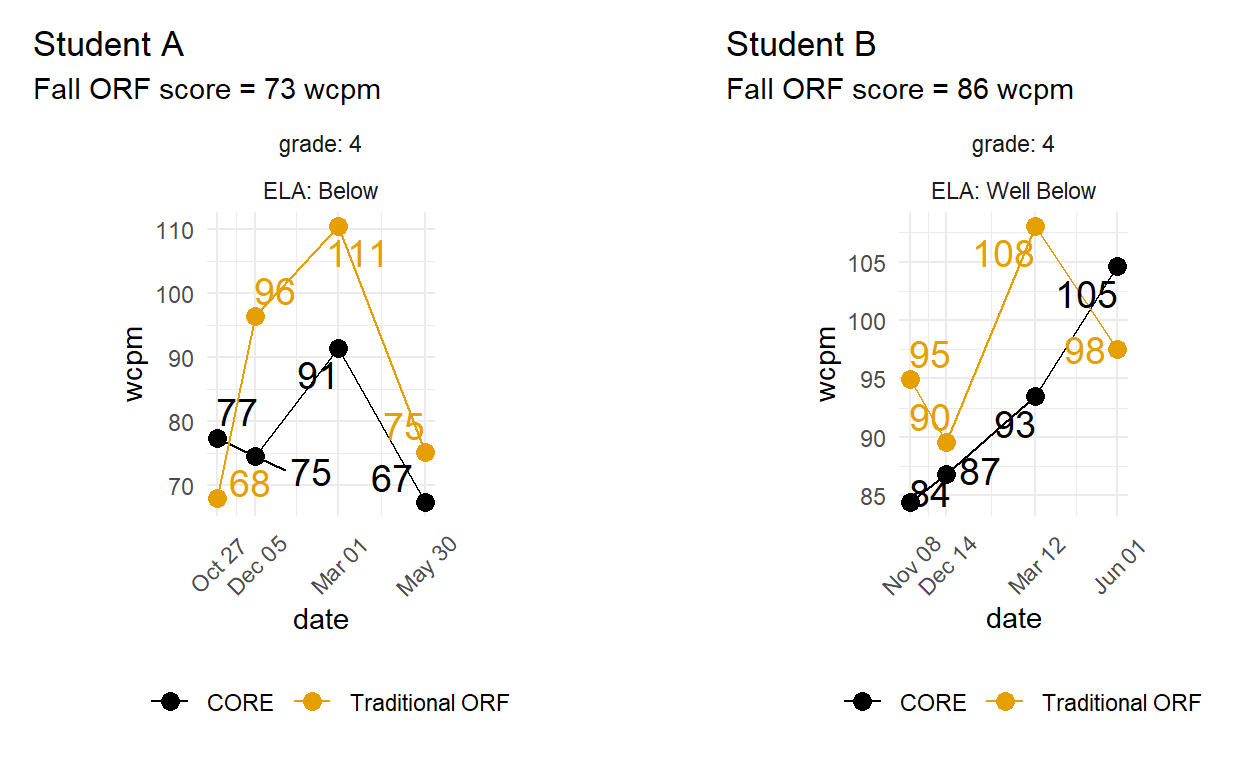 Student A
Fall ORF score = 73 wcpm
grade: 4
ELA: Below
wcpm
110
100
90
80
70
111
96
91
77
75
75
68
67
Oct 27
Dec 05
Mar 01
May 30
date
CORE
Traditional ORF
Student B
Fall ORF score = 86 wcpm
grade: 4
ELA: Well Below
wcpm
105
100
95
90
85
108
105
95
98
90
93
87
84
Nov 08
Dec 14
Mar 12
Jun 01
date
CORE
Traditional ORF